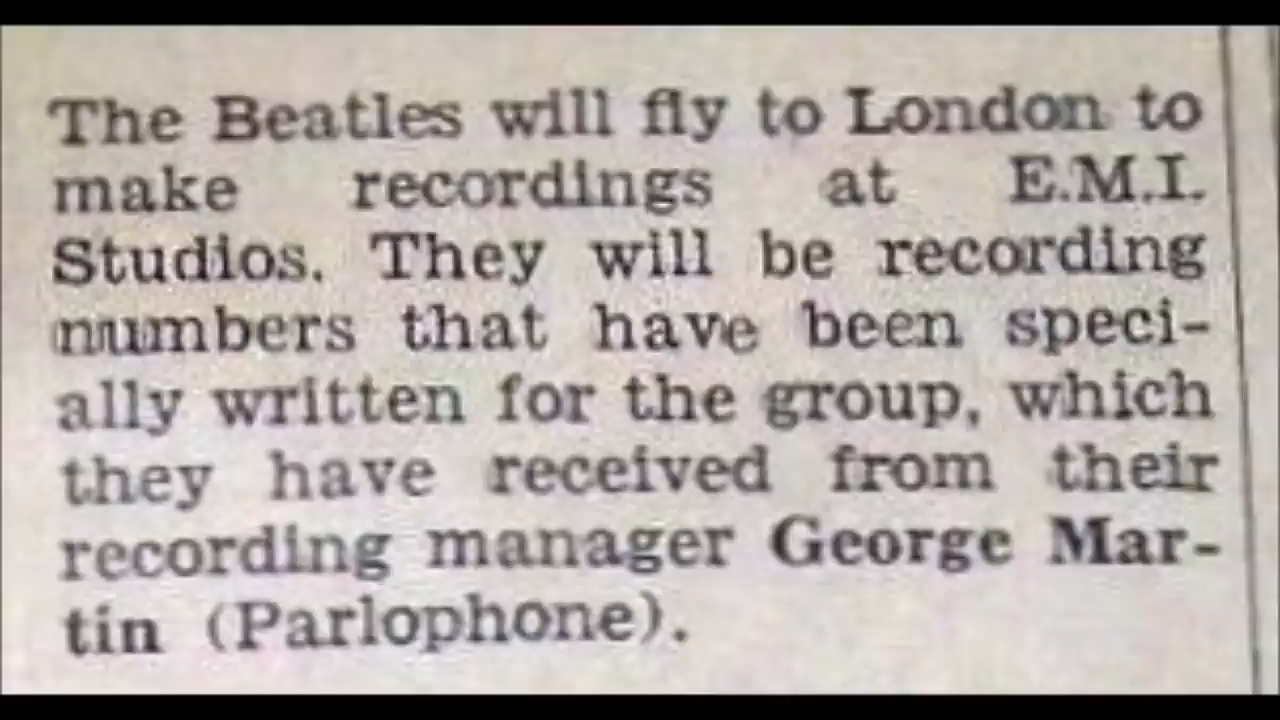 The Beatles will fly to London to
make recordings at E.M.I.
Studios. They will be recording
numbers that have been speci-
ally written for the group, which
they have received from their
recording manager George Mar-
tin (Parlophone).